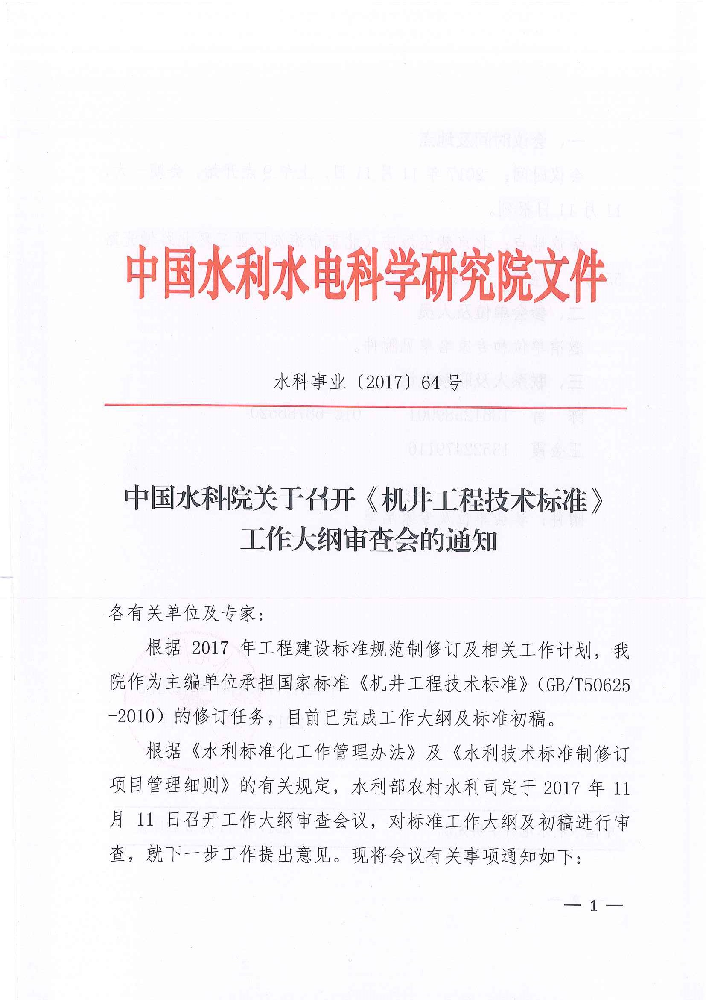 中国水利水电科学研究院文件
水科事业〔2017〕64号
中国水科院关于召开《机井工程技术标准》
工作大纲审查会的通知
各有关单位及专家：
根据 2017 年工程建设标准规范制修订及相关工作计划，我
院作为主编单位承担国家标准《机井工程技术标准》（GB/T50625
-2010）的修订任务，目前已完成工作大纲及标准初稿。
根据《水利标准化工作管理办法》及《水利技术标准制修订
项目管理细则》的有关规定，水利部农村水利司定于 2017 年 11
月 11 日召开工作大纲审查会议，对标准工作大纲及初稿进行审
查，就下一步工作提出意见。现将会议有关事项通知如下：
— 1 —